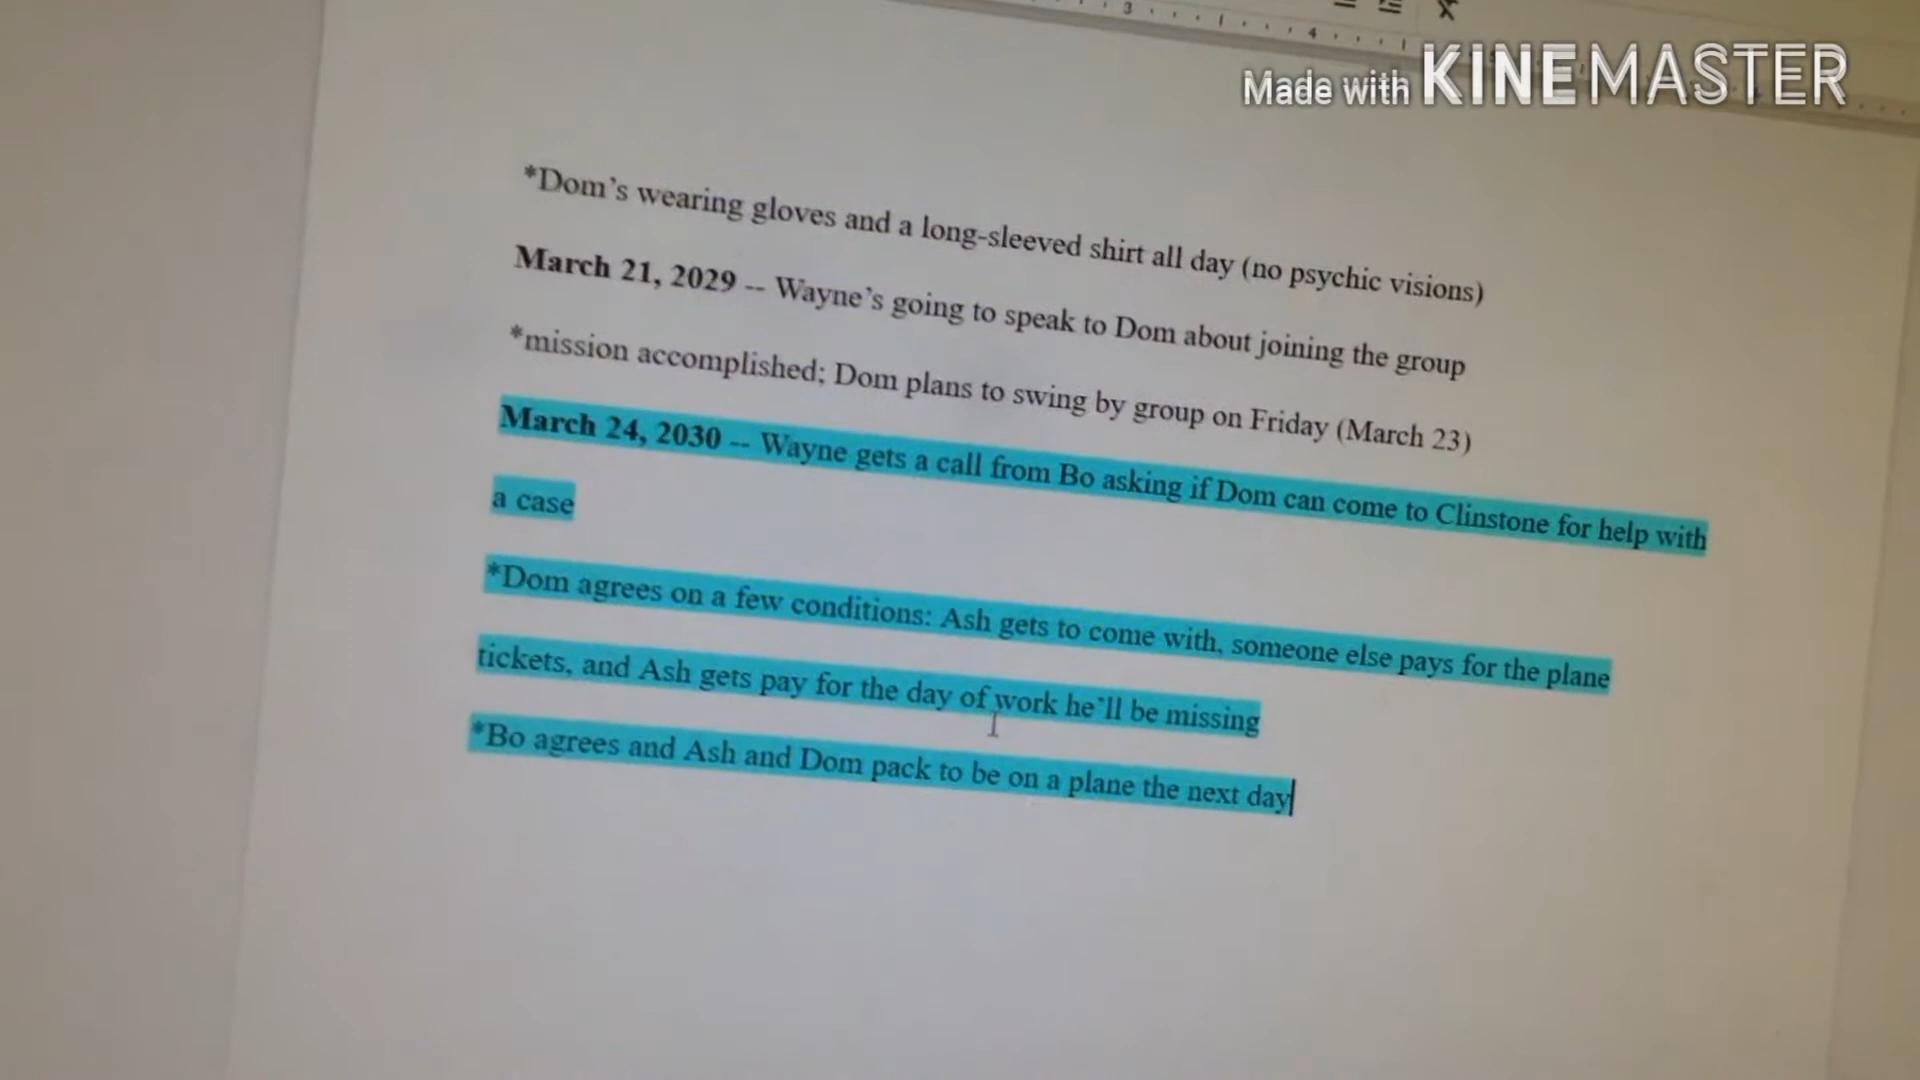 3
4
Made with KINEMASTER
*Dom's wearing gloves and a long-sleeved shirt all day (no psychic visions)
March 21, 2029 -- Wayne's going to speak to Dom about joining the group
*mission accomplished; Dom plans to swing by group on Friday (March 23)
March 24, 2030 -- Wayne gets a call from Bo asking if Dom can come to Clinstone for help with
a case
*Dom agrees on a few conditions: Ash gets to come with, someone else pays for the plane
tickets, and Ash gets pay for the day of work he'll be missing
*Bo agrees and Ash and Dom pack to be on a plane the next day